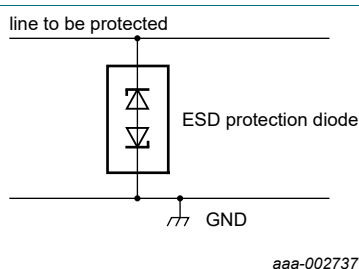 line to be protected
ESD protection diode
GND
aaa-002737